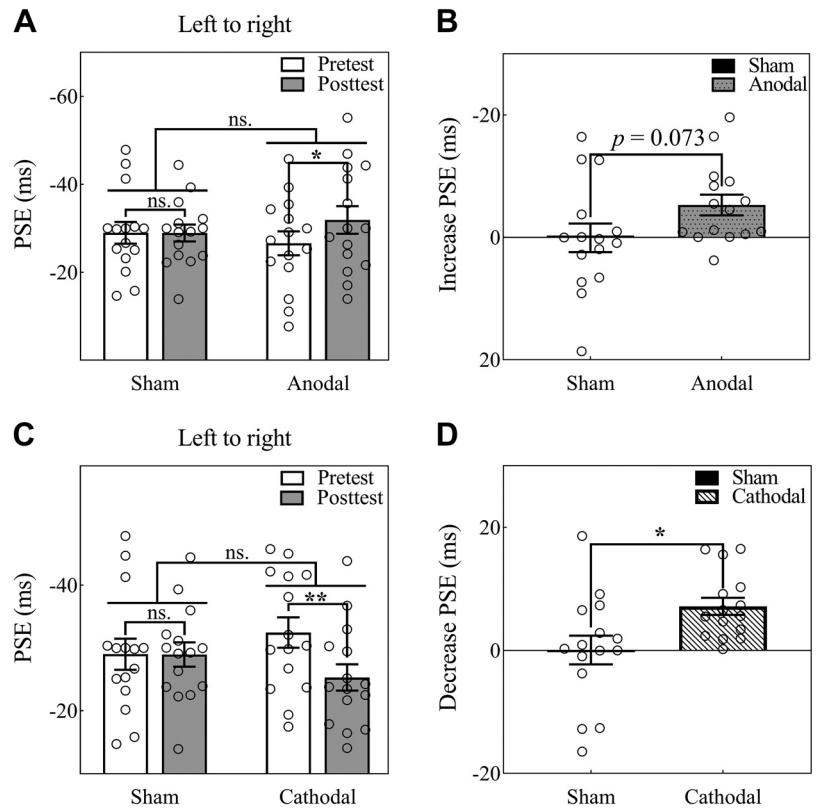 A
Left to right
Pretest
Posttest
-60
-40
-20
PSE (ms)
ns.
ns.
*
Sham
Anodal
B
Sham
Anodal
-20
0
20
Increase PSE (ms)
p = 0.073
Sham
Anodal
C
Left to right
Pretest
Posttest
-40
-20
PSE (ms)
ns.
ns.
**
Sham
Cathodal
D
Sham
Cathodal
20
0
-20
Decrease PSE (ms)
*
Sham
Cathodal